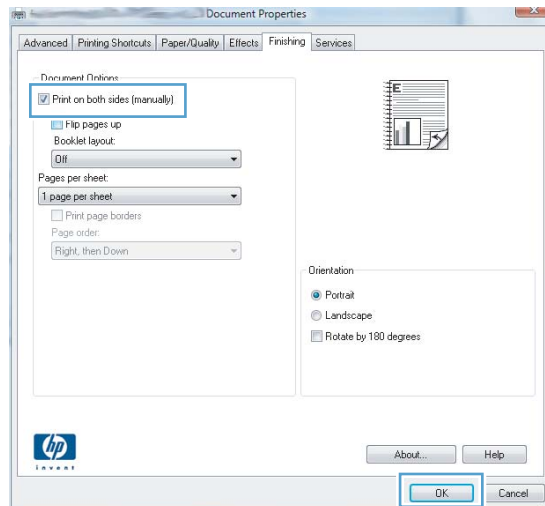 Document Properties
Advanced Printing Shortcuts Paper/Quality Effects Finishing Services
Document Options
Print on both sides (manually)
Flip pages up
Booklet layout:
Off
Pages per sheet:
1 page per sheet
Print page borders
Page order:
Right, then Down
E
Orientation
Portrait
Landscape
Rotate by 180 degrees
hp
invent
About... Help
OK Cancel